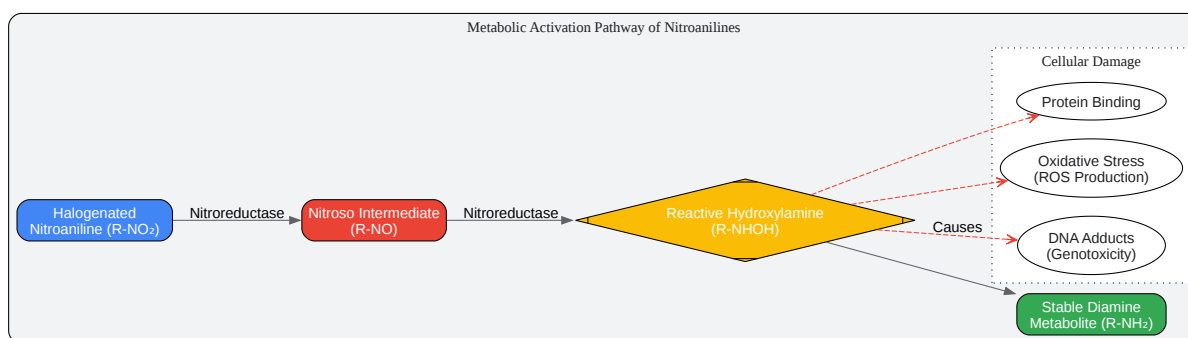 Metabolic Activation Pathway of Nitroanilines
Cellular Damage
Protein Binding
Oxidative Stress
(ROS Production)
Halogenated
Nitroaniline (R-NO₂)
Nitroreductase
Nitroso Intermediate
(R-NO)
Nitroreductase
Reactive Hydroxylamine
(R-NHOH)
Causes
DNA Adducts
(Genotoxicity)
Stable Diamine
Metabolite (R-NH₂)